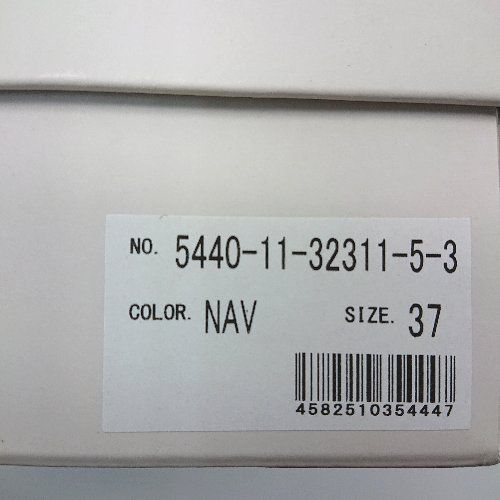 NO. 5440-11-32311-5-3
COLOR. NAV SIZE. 37
4582510354447